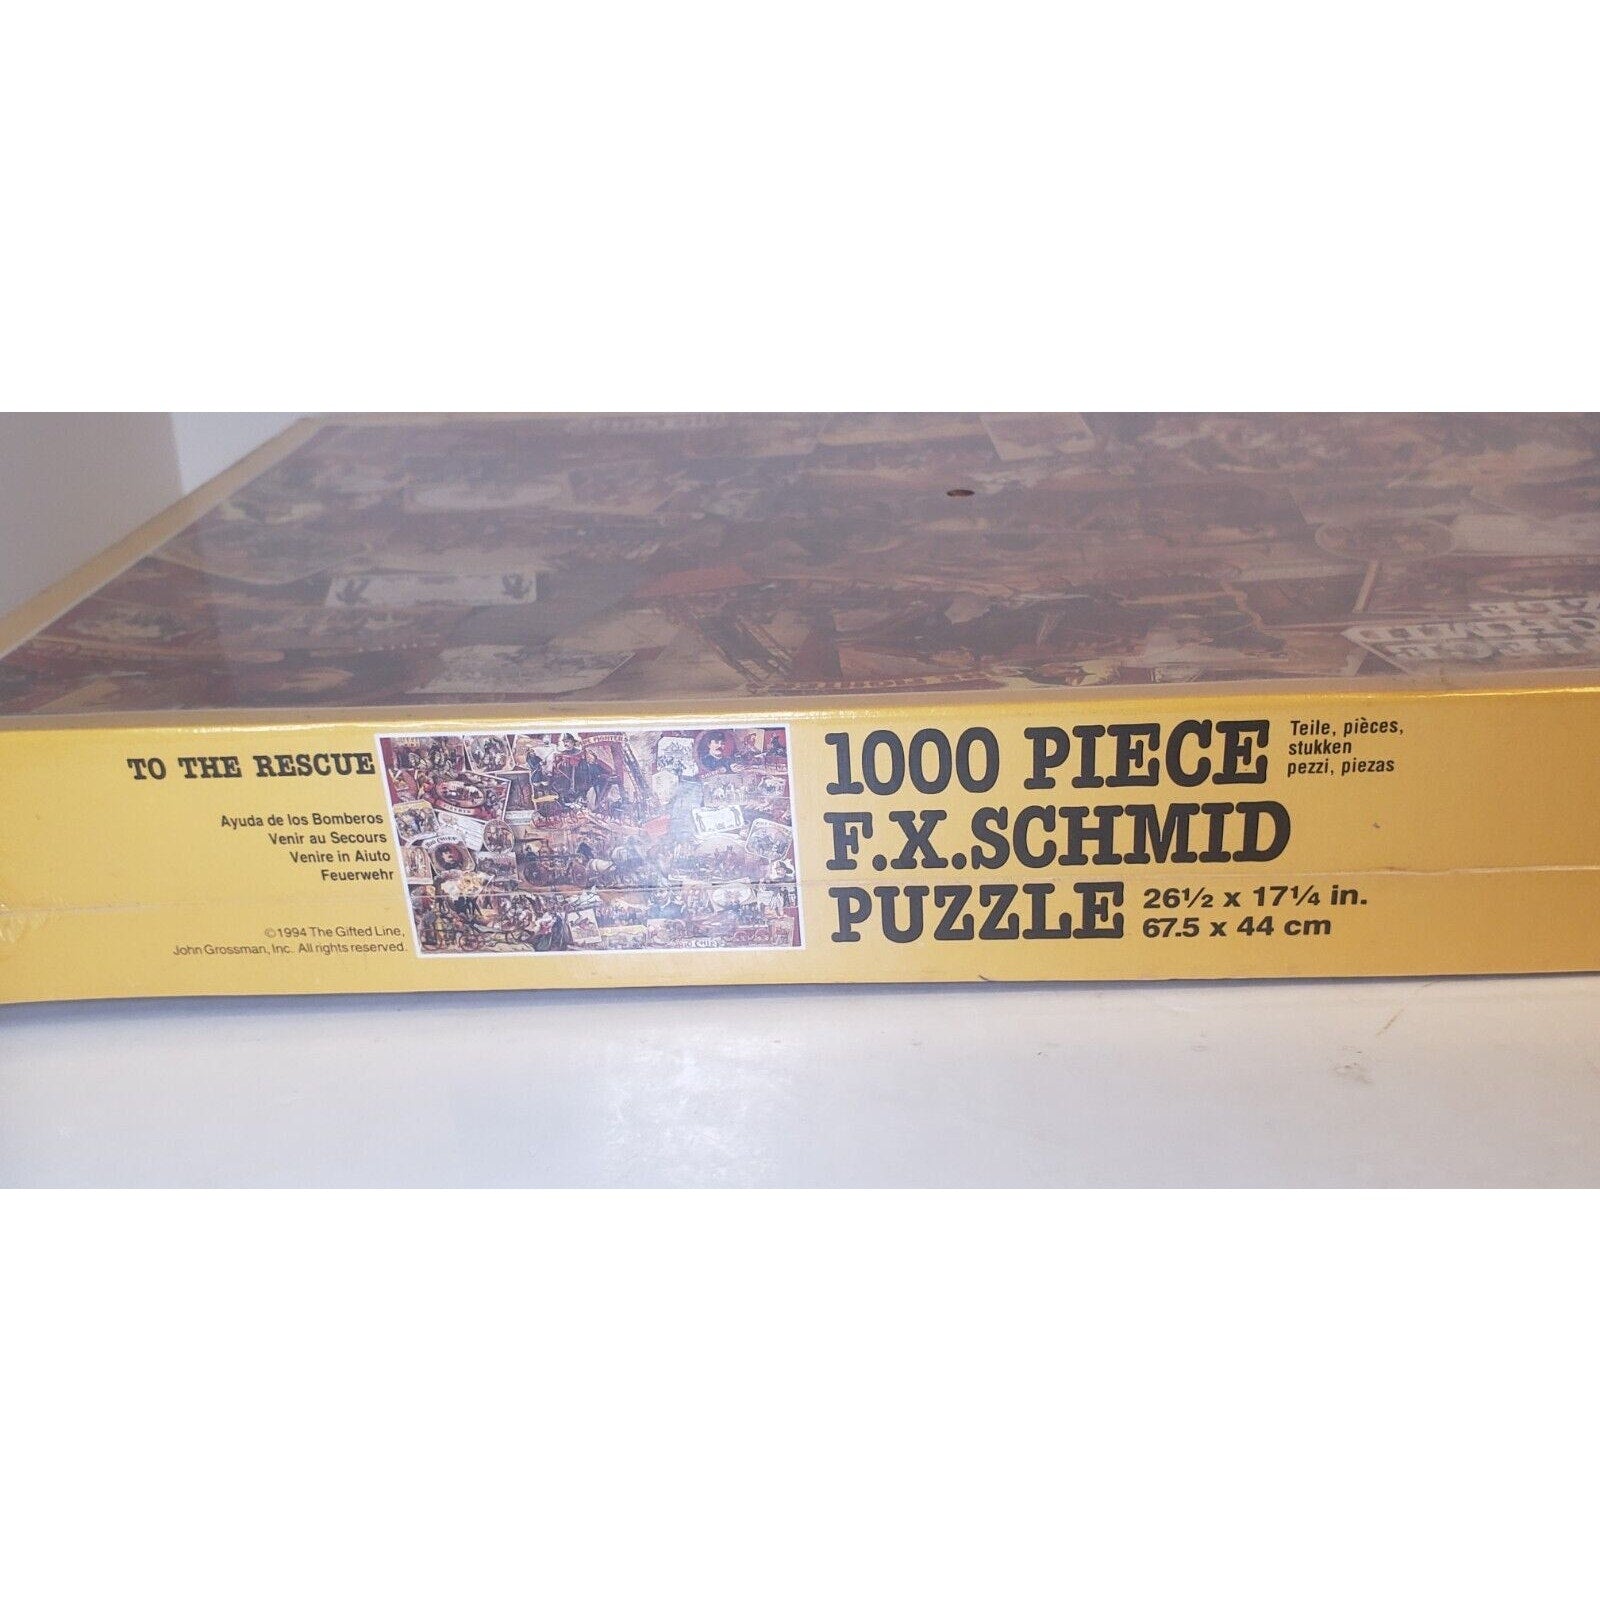 TO THE RESCUE
Ayuda de los Bomberos
Venir au Secours
Venire in Aiuto
Feuerwehr
©1994 The Gifted Line,
John Grossman, Inc. All rights reserved.
1000 PIECE
F.X.SCHMID
PUZZLE
Teile, pièces,
stukken
pezzi, piezas
26½ x 17¼ in.
67.5 x 44 cm